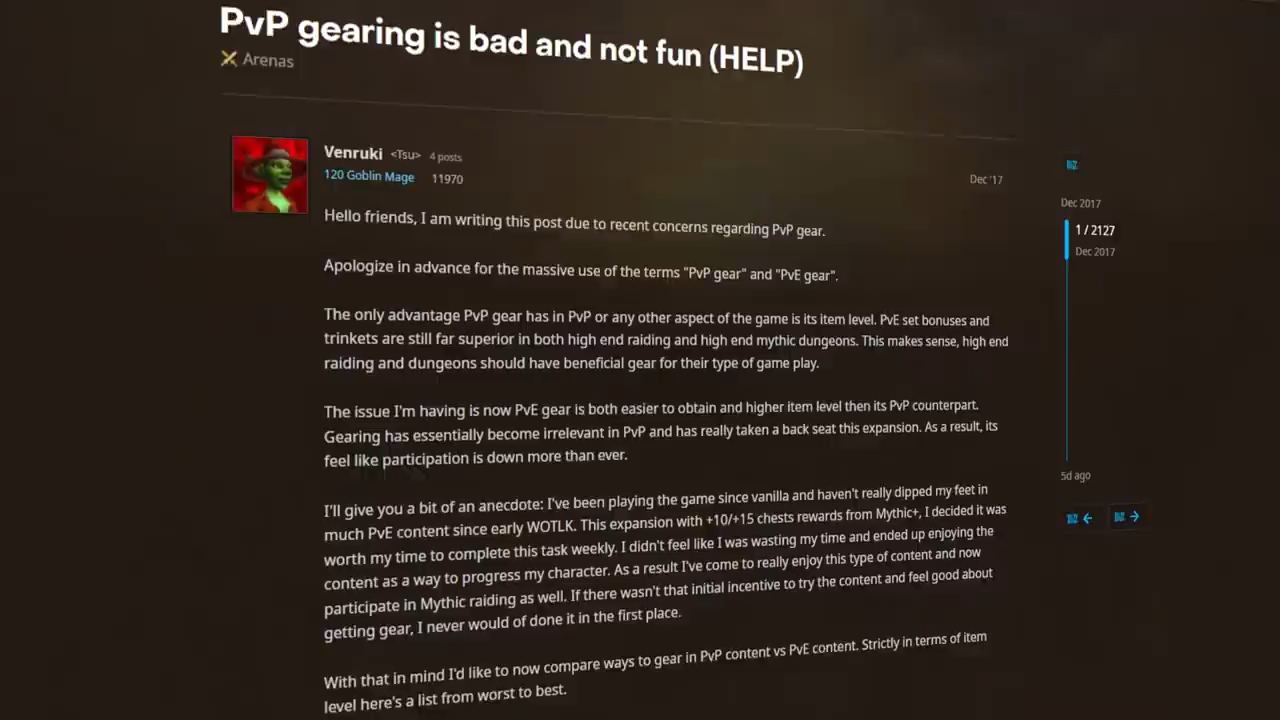 PvP gearing is bad and not fun (HELP)
Arenas
Venruki <Tsu> 4 posts
120 Goblin Mage 11970
Dec '17
Hello friends, I am writing this post due to recent concerns regarding PvP gear.
Apologize in advance for the massive use of the terms "PvP gear" and "PvE gear".
The only advantage PvP gear has in PvP or any other aspect of the game is its item level. PvE set bonuses and
trinkets are still far superior in both high end raiding and high end mythic dungeons. This makes sense, high end
raiding and dungeons should have beneficial gear for their type of game play.
The issue I'm having is now PvE gear is both easier to obtain and higher item level then its PvP counterpart.
Gearing has essentially become irrelevant in PvP and has really taken a back seat this expansion. As a result, its
feel like participation is down more than ever.
I'll give you a bit of an anecdote: I've been playing the game since vanilla and haven't really dipped my feet in
much PvE content since early WOTLK. This expansion with +10/+15 chests rewards from Mythic+, I decided it was
worth my time to complete this task weekly. I didn't feel like I was wasting my time and ended up enjoying the
content as a way to progress my character. As a result I've come to really enjoy this type of content and now
participate in Mythic raiding as well. If there wasn't that initial incentive to try the content and feel good about
getting gear, I never would of done it in the first place.
With that in mind I'd like to now compare ways to gear in PvP content vs PvE content. Strictly in terms of item
level here's a list from worst to best.
Dec 2017
1 / 2127
Dec 2017
5d ago